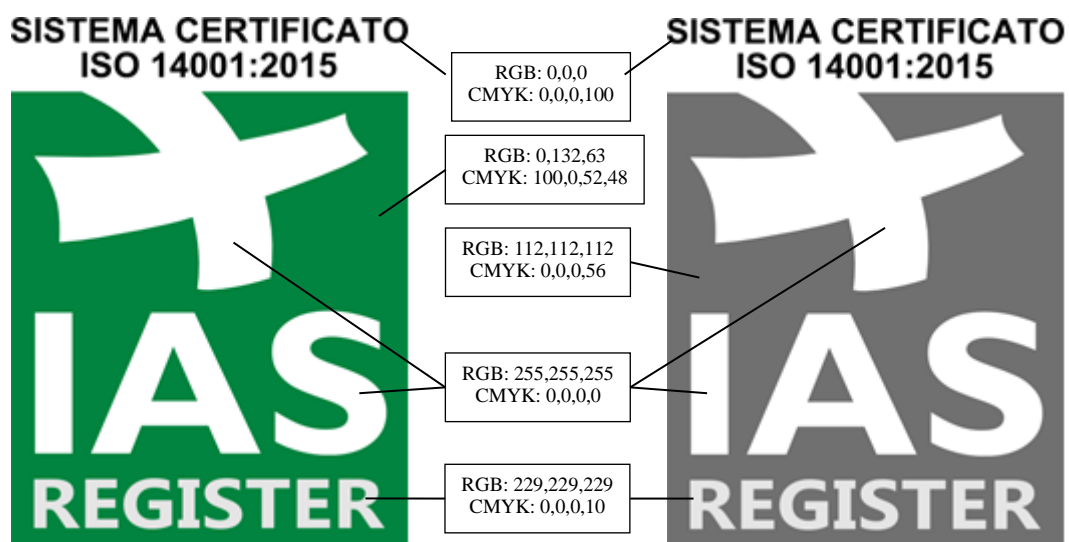 SISTEMA CERTIFICATO
ISO 14001:2015
IAS
REGISTER
RGB: 0,0,0
CMYK: 0,0,0,100
RGB: 0,132,63
CMYK: 100,0,52,48
RGB: 112,112,112
CMYK: 0,0,0,56
RGB: 255,255,255
CMYK: 0,0,0,0
RGB: 229,229,229
CMYK: 0,0,0,10
SISTEMA CERTIFICATO
ISO 14001:2015
IAS
REGISTER